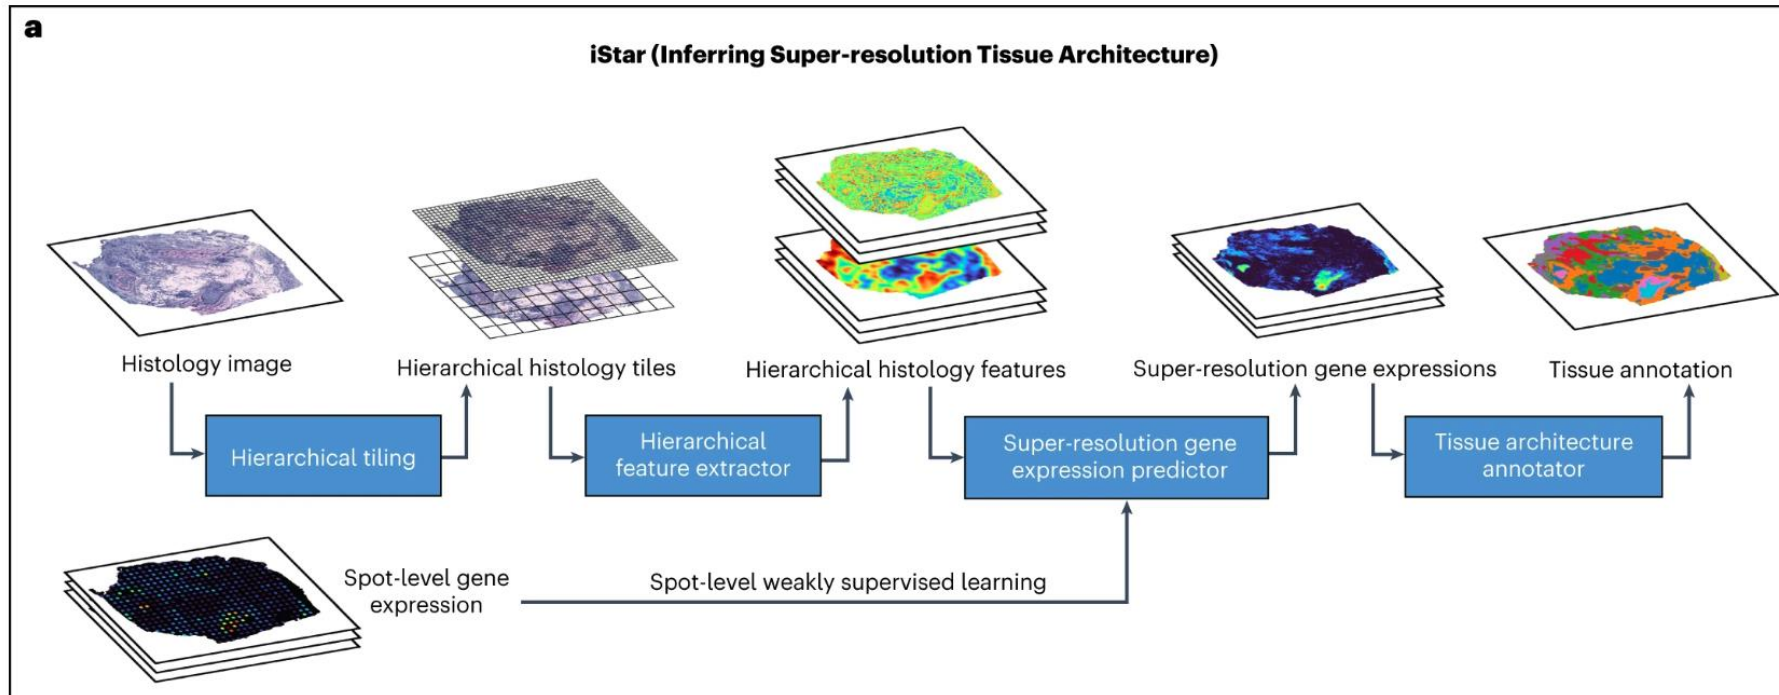 a
iStar (Inferring Super-resolution Tissue Architecture)
Histology image
Hierarchical histology tiles
Hierarchical histology features
Super-resolution gene expressions
Tissue annotation
Hierarchical tiling
Hierarchical
feature extractor
Super-resolution gene
expression predictor
Tissue architecture
annotator
Spot-level gene
expression
Spot-level weakly supervised learning